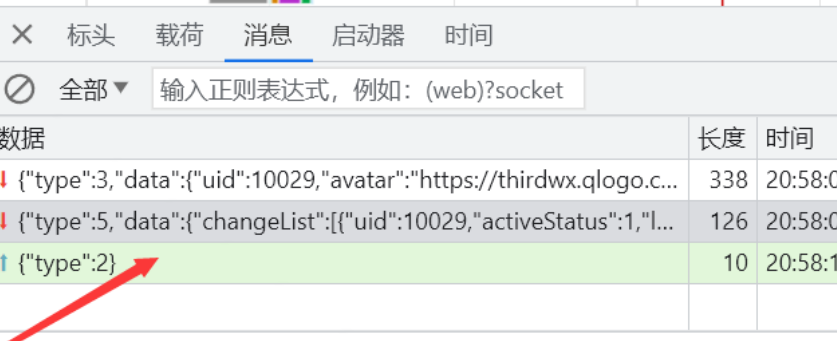 × 标头 载荷 消息 启动器 时间
全部▼ 输入正则表达式，例如：(web)?socket
数据 长度 时间
↓ {"type":3,"data":{"uid":10029,"avatar":"https://thirdwx.qlogo.c... 338 20:58:0
↓ {"type":5,"data":{"changeList":[{"uid":10029,"activeStatus":1,"l... 126 20:58:0
↑ {"type":2} 10 20:58:1